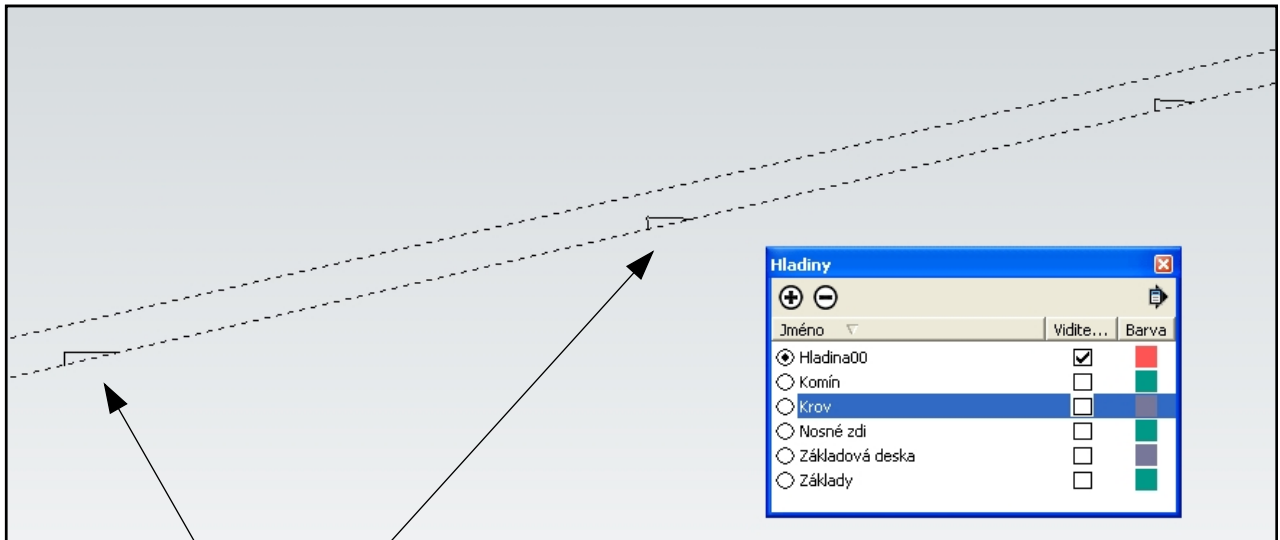 Hladiny
Jméno Vidite... Barva
Hladina00
Komín
Krov
Nosné zdi
Základová deska
Základy